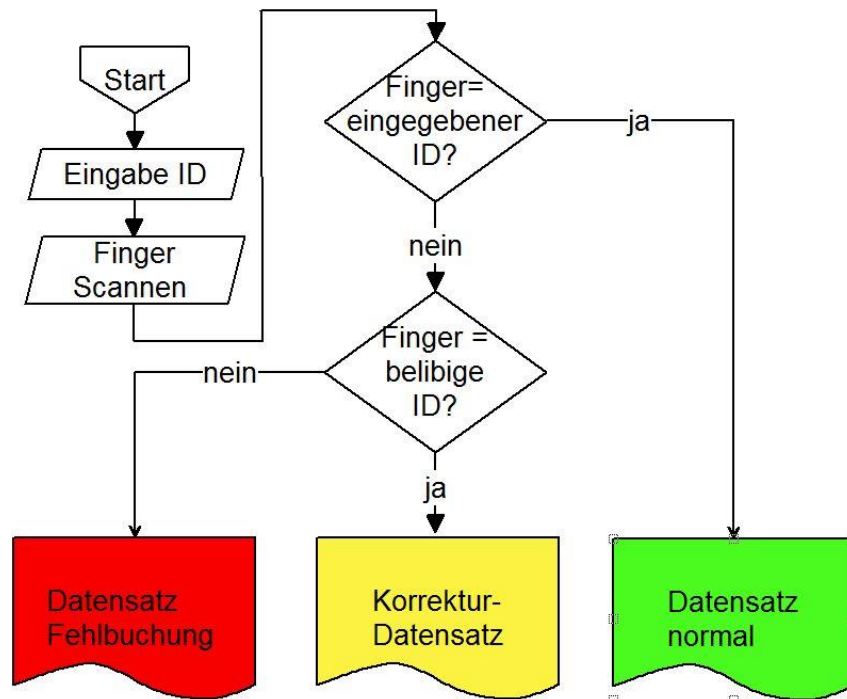 Start
Eingabe ID
Finger
Scannen
Finger=
eingegebener
ID?
ja
nein
Finger =
belibige
ID?
nein
ja
Datensatz
Fehlbuchung
Korrektur-
Datensatz
Datensatz
normal